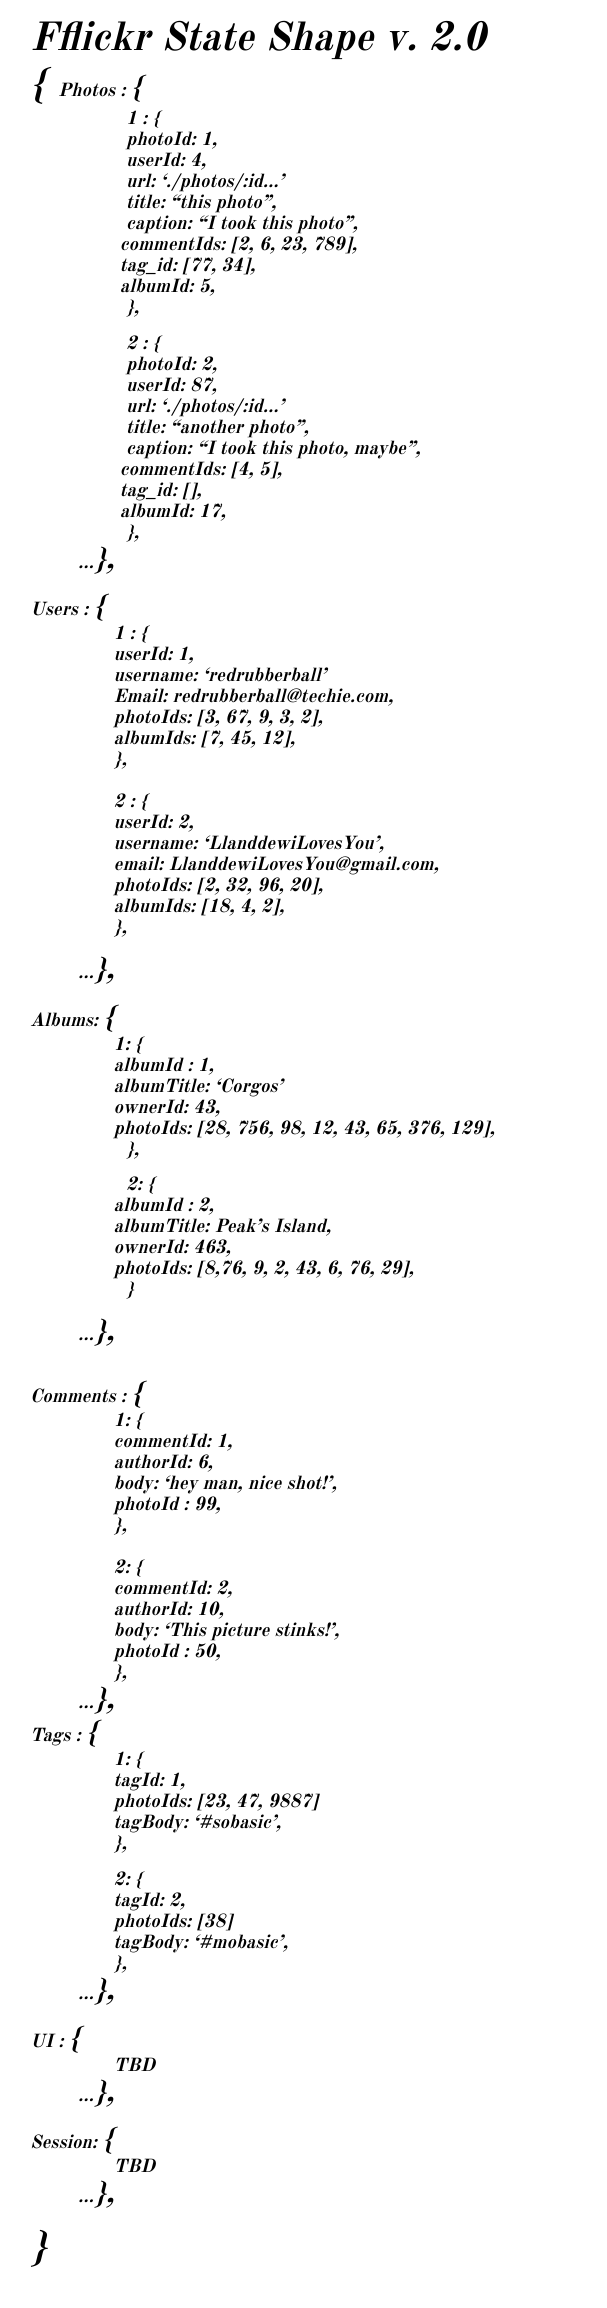 Fflickr State Shape v. 2.0
{ Photos : {
1 : {
photoId: 1,
userId: 4,
url: ‘./photos/:id...’
title: “this photo”,
caption: “I took this photo”,
commentIds: [2, 6, 23, 789],
tag_id: [77, 34],
albumId: 5,
},
2 : {
photoId: 2,
userId: 87,
url: ‘./photos/:id...’
title: “another photo”,
caption: “I took this photo, maybe”,
commentIds: [4, 5],
tag_id: [],
albumId: 17,
},
...},
Users : {
1 : {
userId: 1,
username: ‘redrubberball’
Email: redrubberball@techie.com,
photoIds: [3, 67, 9, 3, 2],
albumIds: [7, 45, 12],
},
2 : {
userId: 2,
username: ‘LlanddewiLovesYou’,
email: LlanddewiLovesYou@gmail.com,
photoIds: [2, 32, 96, 20],
albumIds: [18, 4, 2],
},
...},
Albums: {
1: {
albumId : 1,
albumTitle: ‘Corgos’
ownerId: 43,
photoIds: [28, 756, 98, 12, 43, 65, 376, 129],
},
2: {
albumId : 2,
albumTitle: Peak’s Island,
ownerId: 463,
photoIds: [8,76, 9, 2, 43, 6, 76, 29],
}
...},
Comments : {
1: {
commentId: 1,
authorId: 6,
body: ‘hey man, nice shot!’,
photoId : 99,
},
2: {
commentId: 2,
authorId: 10,
body: ‘This picture stinks!’,
photoId : 50,
},
...},
Tags : {
1: {
tagId: 1,
photoIds: [23, 47, 9887]
tagBody: ‘#sobasic’,
},
2: {
tagId: 2,
photoIds: [38]
tagBody: ‘#mobasic’,
},
...},
UI : {
TBD
...},
Session: {
TBD
...},
}